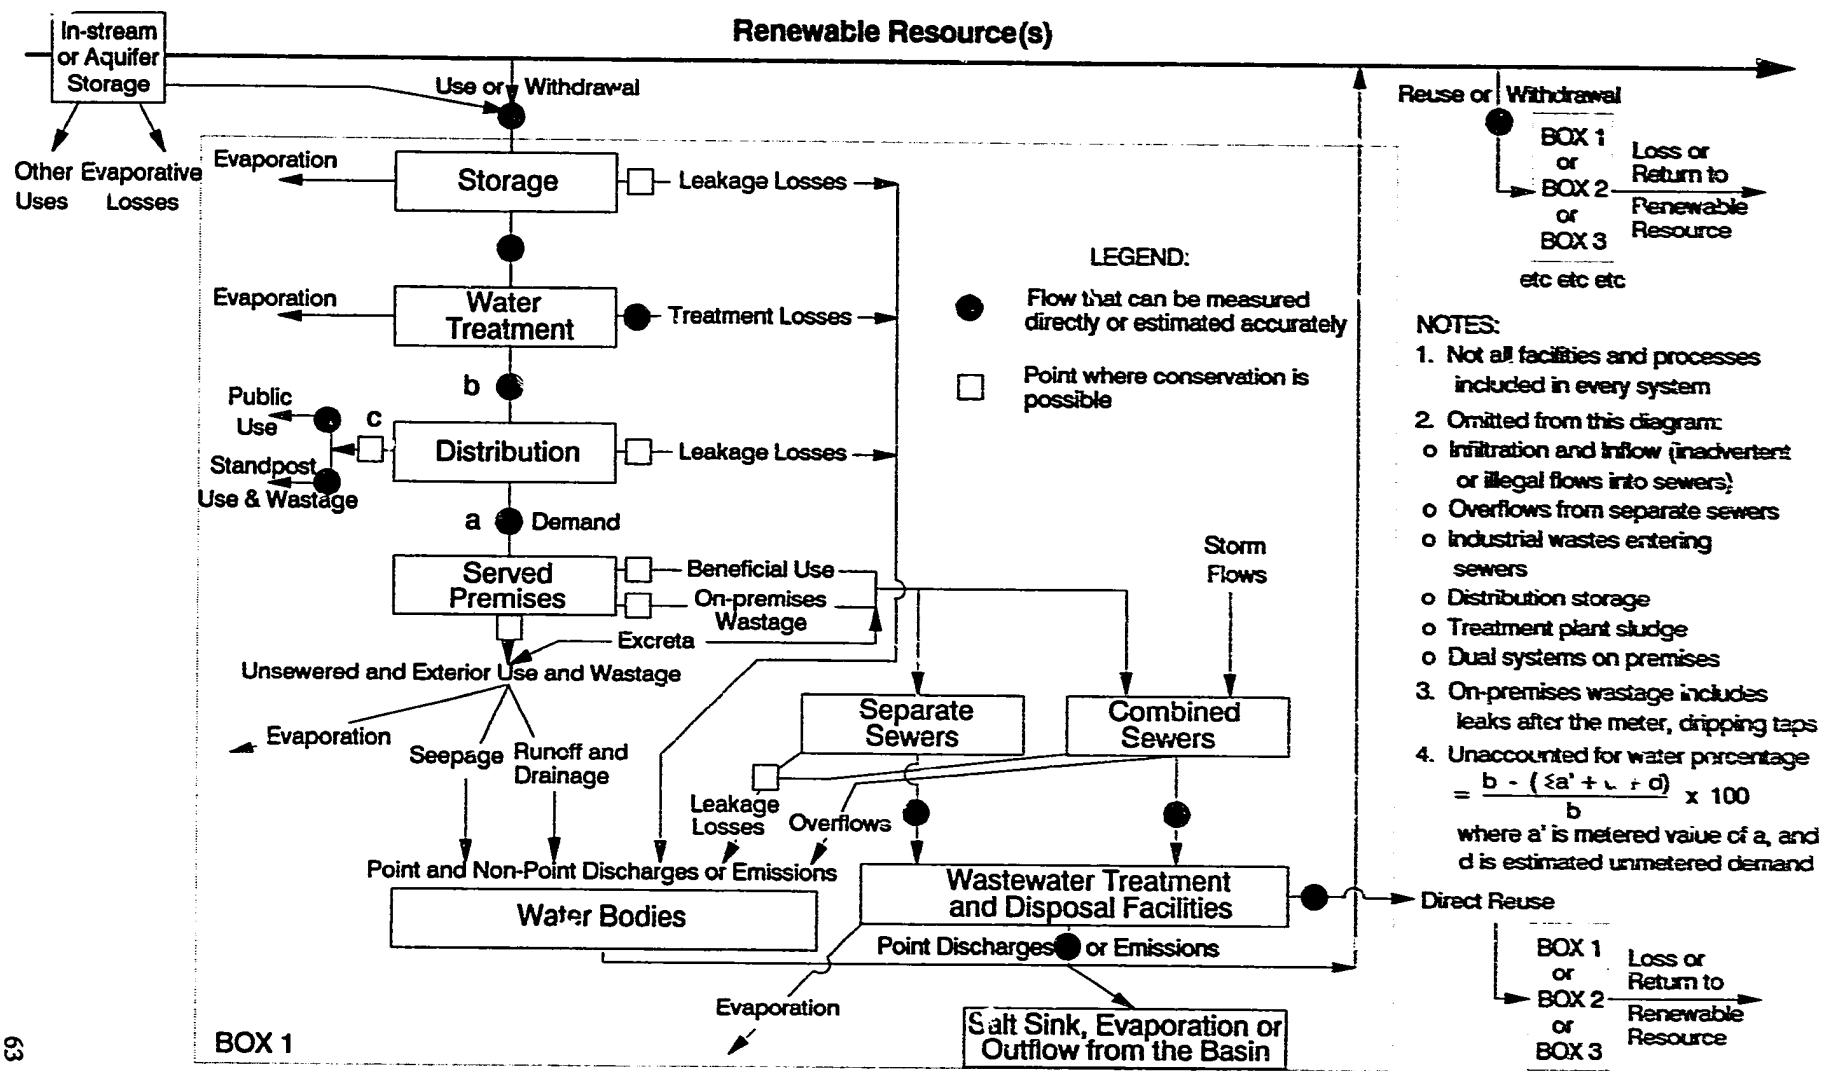 Renewable Resource(s)
In-stream
or Aquifer
Storage
Use or Withdrawal
Other
Uses
Evaporative
Losses
Evaporation
Storage
Leakage Losses
Evaporation
Water
Treatment
Treatment Losses
b
Public
Use
c
Standpost
Use & Wastage
Distribution
Leakage Losses
a
Demand
Served
Premises
Beneficial Use
On-premises
Wastage
Excreta
Unsewered and Exterior Use and Wastage
Evaporation
Seepage
Runoff and
Drainage
Storm
Flows
Separate
Sewers
Combined
Sewers
Leakage
Losses
Overflows
Point and Non-Point Discharges or Emissions
Water Bodies
Wastewater Treatment
and Disposal Facilities
Point Discharges or Emissions
Evaporation
Salt Sink, Evaporation or
Outflow from the Basin
BOX 1
63
LEGEND:
Flow that can be measured
directly or estimated accurately
Point where conservation is
possible
Reuse or Withdrawal
BOX 1
or
BOX 2
or
BOX 3
Loss or
Return to
Renewable
Resource
etc etc etc
NOTES:
1. Not all facilities and processes
included in every system
2. Omitted from this diagram:
o Infiltration and Inflow (inadvertent
or illegal flows into sewers)
o Overflows from separate sewers
o Industrial wastes entering
sewers
o Distribution storage
o Treatment plant sludge
o Dual systems on premises
3. On-premises wastage includes
leaks after the meter, dripping taps
4. Unaccounted for water percentage
= b - (
b
x 100
where a' is metered value of a, and
d is estimated unmetered demand
Direct Reuse
BOX 1
or
BOX 2
or
BOX 3
Loss or
Return to
Renewable
Resource